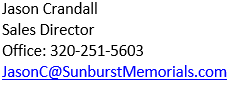 Jason Crandall
Sales Director
Office: 320-251-5603
JasonC@SunburstMemorials.com